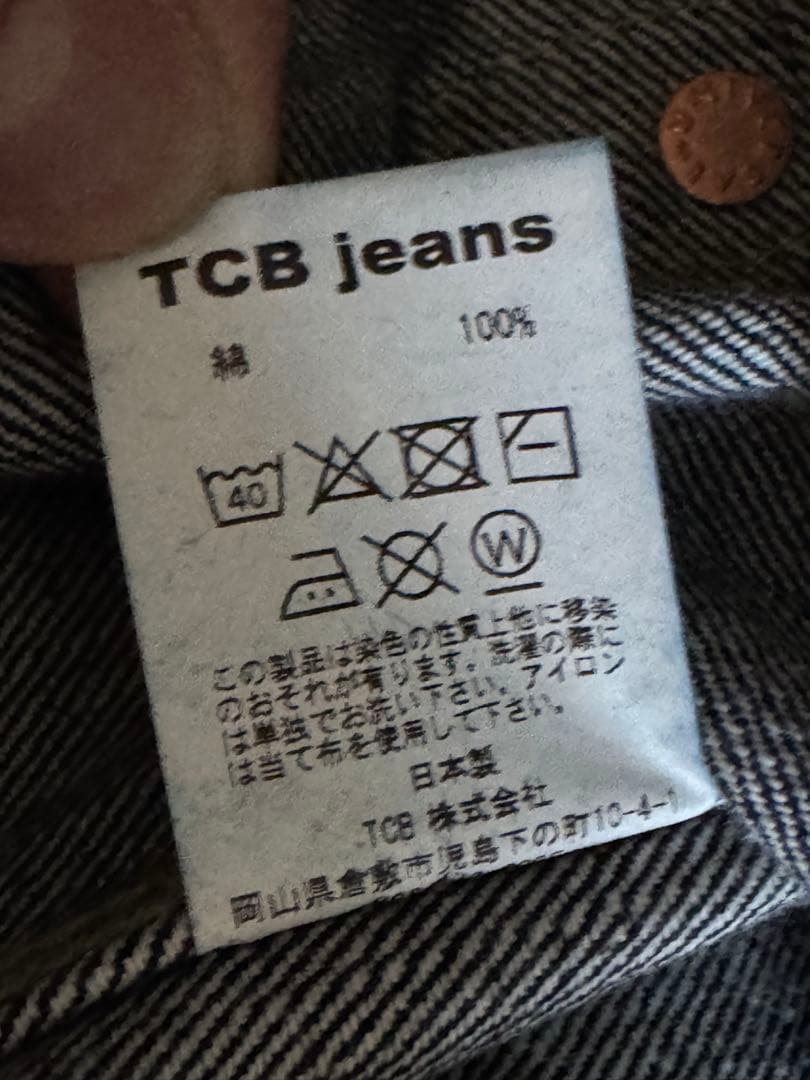 TCB jeans
綿 100%
40
W
この製品は染色の性質上他に移染
のおそれが有ります。洗濯の際に
は単独でお洗い下さい。アイロン
は当て布を使用して下さい。
日本製
TCB 株式会社
岡山県倉敷市児島下の町10-4-1